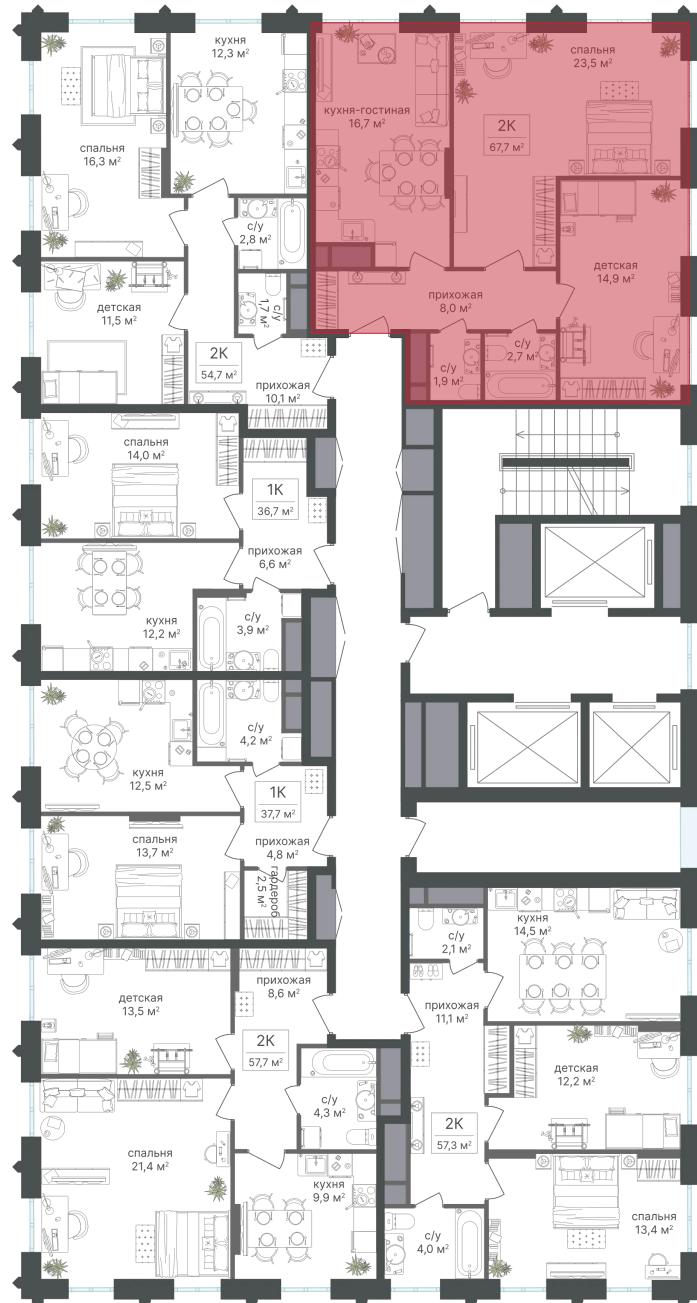 кухня
12,3 м²
спальня
16,3 м²
с/у
2,8 м²
детская
11,5 м²
с/у
1,7 м²
2К
54,7 м²
прихожая
10,1 м²
кухня-гостиная
16,7 м²
спальня
23,5 м²
2К
67,7 м²
детская
14,9 м²
прихожая
8,0 м²
с/у
2,7 м²
с/у
1,9 м²
спальня
14,0 м²
1К
36,7 м²
прихожая
6,6 м²
кухня
12,2 м²
с/у
3,9 м²
с/у
4,2 м²
кухня
12,5 м²
1К
37,7 м²
спальня
13,7 м²
прихожая
4,8 м²
гардероб
2,5 м²
детская
13,5 м²
прихожая
8,6 м²
2К
57,7 м²
с/у
4,3 м²
спальня
21,4 м²
кухня
9,9 м²
кухня
14,5 м²
с/у
2,1 м²
прихожая
11,1 м²
детская
12,2 м²
2К
57,3 м²
с/у
4,0 м²
спальня
13,4 м²